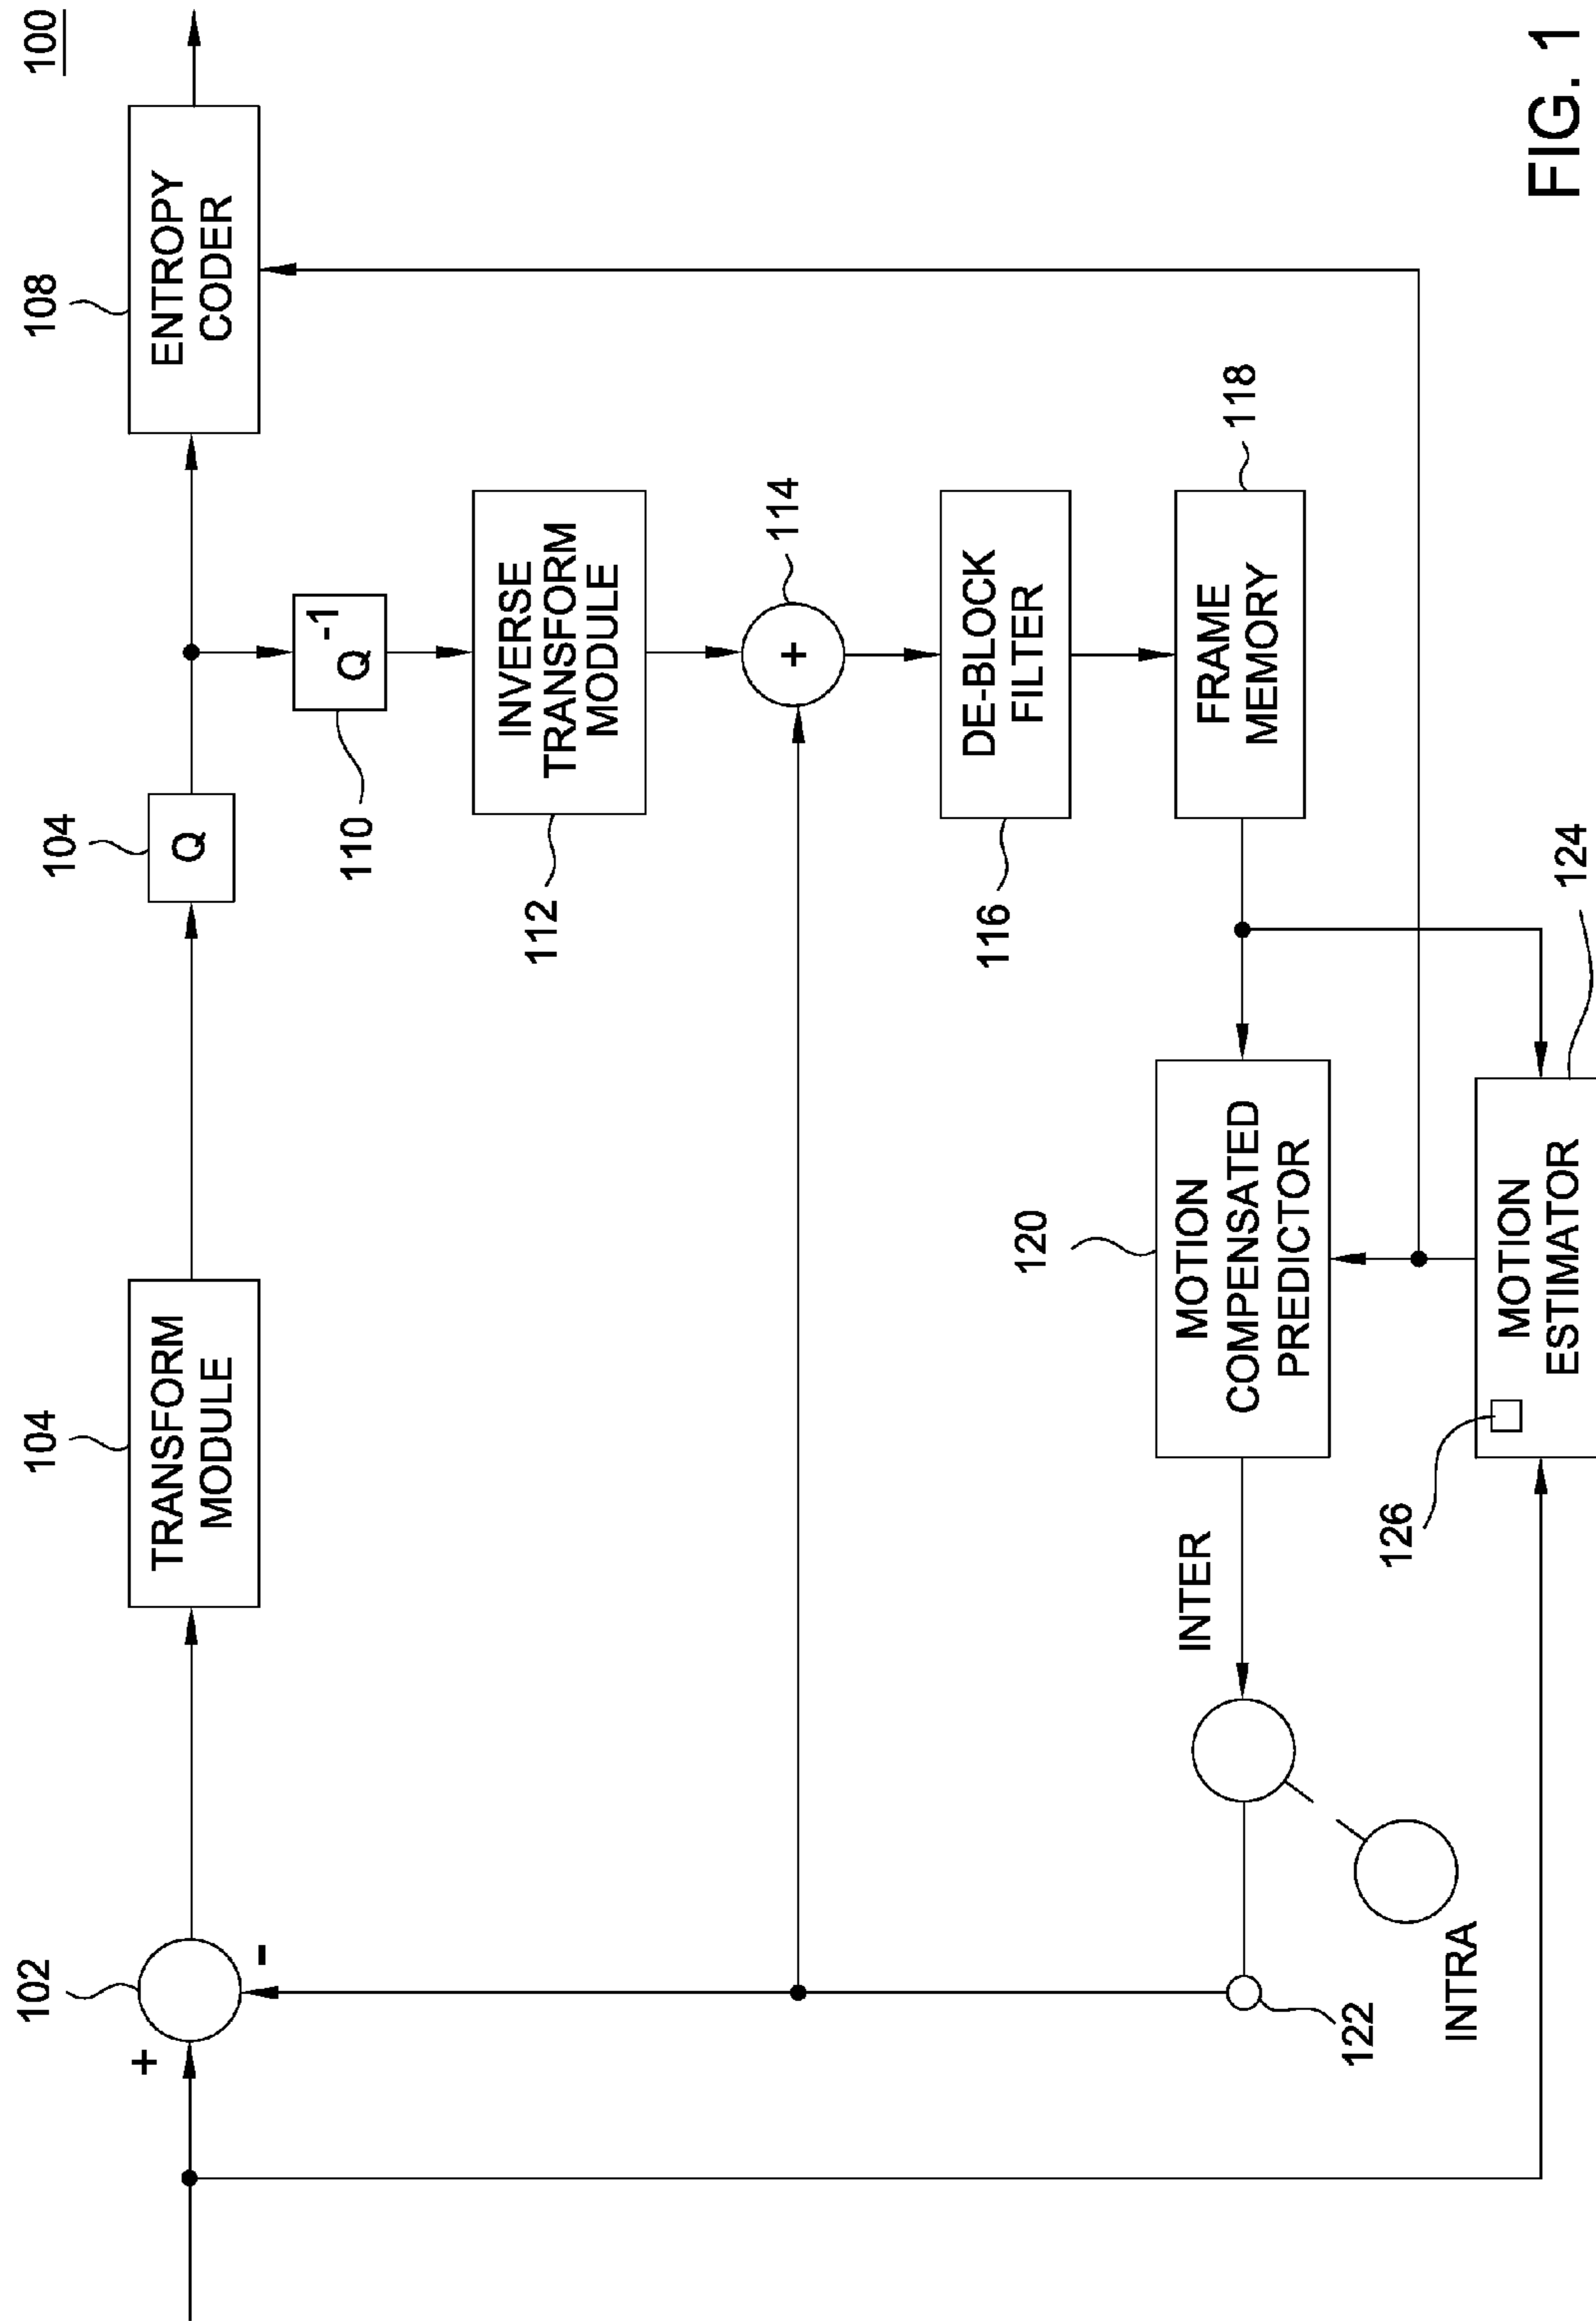 100
102
+
-
104
TRANSFORM
MODULE
104
Q
108
ENTROPY
CODER
110
Q-1
112
INVERSE
TRANSFORM
MODULE
114
+
116
DE-BLOCK
FILTER
118
FRAME
MEMORY
120
MOTION
COMPENSATED
PREDICTOR
INTER
122
INTRA
126
MOTION
ESTIMATOR
124
FIG. 1